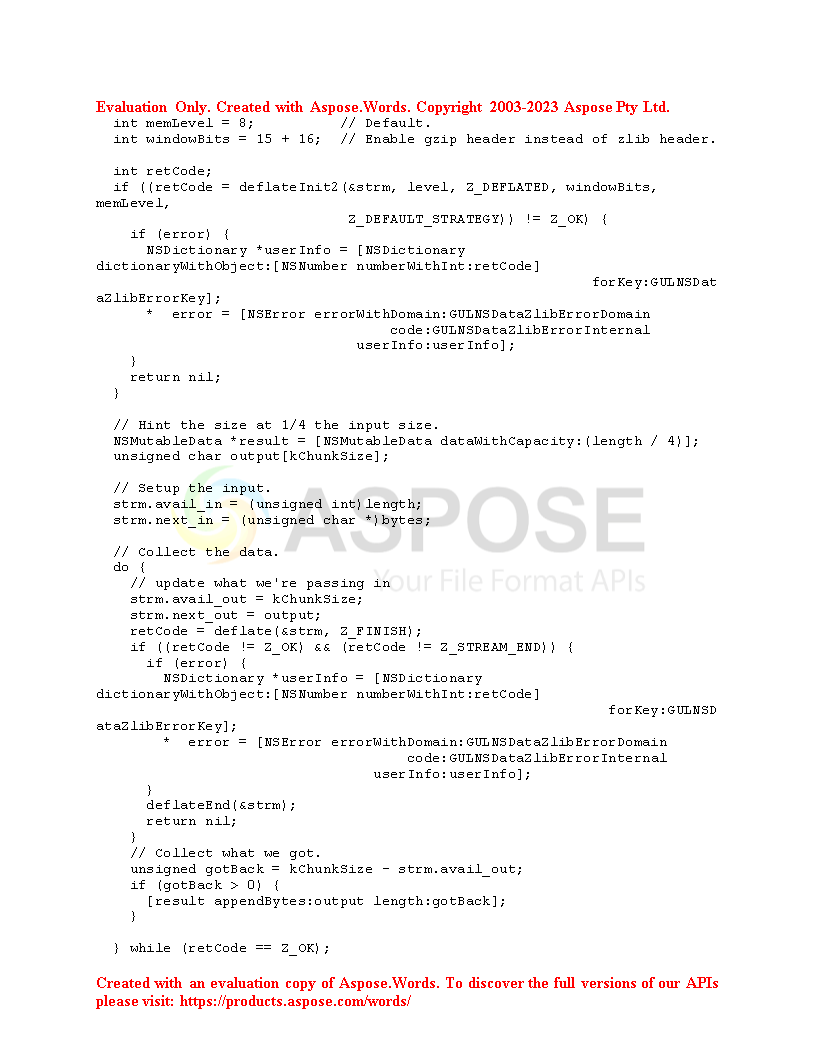 Evaluation Only. Created with Aspose.Words. Copyright 2003-2023 Aspose Pty Ltd.
  int memLevel = 8;          // Default.
  int windowBits = 15 + 16;  // Enable gzip header instead of zlib header.

  int retCode;
  if ((retCode = deflateInit2(&strm, level, Z_DEFLATED, windowBits,
memLevel,
                              Z_DEFAULT_STRATEGY)) != Z_OK) {
    if (error) {
      NSDictionary *userInfo = [NSDictionary
dictionaryWithObject:[NSNumber numberWithInt:retCode]
                                                           forKey:GULNSDat
aZlibErrorKey];
      *  error = [NSError errorWithDomain:GULNSDataZlibErrorDomain
                                   code:GULNSDataZlibErrorInternal
                               userInfo:userInfo];
    }
    return nil;
  }

  // Hint the size at 1/4 the input size.
  NSMutableData *result = [NSMutableData dataWithCapacity:(length / 4)];
  unsigned char output[kChunkSize];

  // Setup the input.
  strm.avail_in = (unsigned int)length;
  strm.next_in = (unsigned char *)bytes;
ASPOSE

  // Collect the data.
  do {
    // update what we're passing in
Your File Format APIs
    strm.avail_out = kChunkSize;
    strm.next_out = output;
    retCode = deflate(&strm, Z_FINISH);
    if ((retCode != Z_OK) && (retCode != Z_STREAM_END)) {
      if (error) {
        NSDictionary *userInfo = [NSDictionary
dictionaryWithObject:[NSNumber numberWithInt:retCode]
                                                             forKey:GULNSD
ataZlibErrorKey];
        *  error = [NSError errorWithDomain:GULNSDataZlibErrorDomain
                                     code:GULNSDataZlibErrorInternal
                                 userInfo:userInfo];
      }
      deflateEnd(&strm);
      return nil;
    }
    // Collect what we got.
    unsigned gotBack = kChunkSize - strm.avail_out;
    if (gotBack > 0) {
      [result appendBytes:output length:gotBack];
    }

  } while (retCode == Z_OK);

Created with an evaluation copy of Aspose.Words. To discover the full versions of our APIs
please visit: https://products.aspose.com/words/